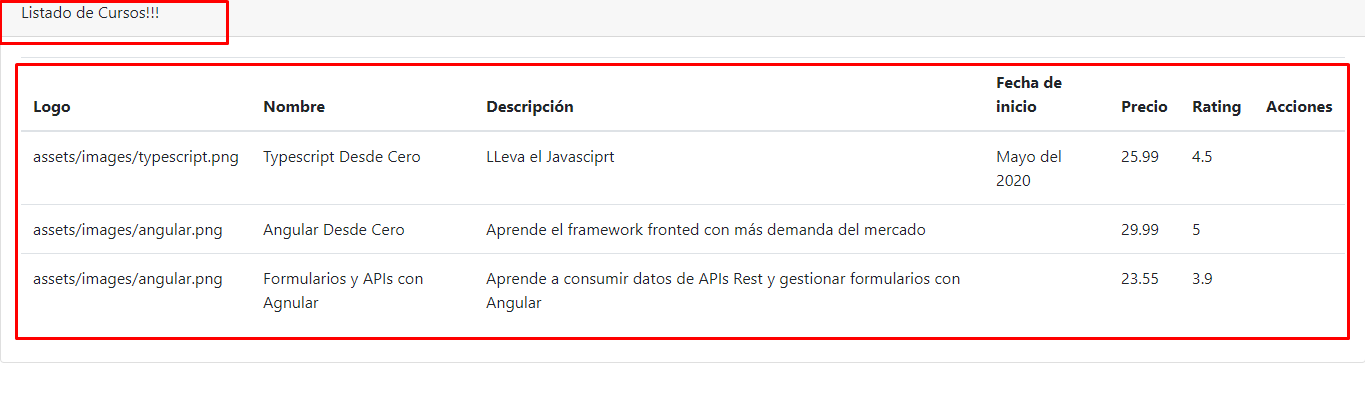 Listado de Cursos!!!
Fecha de
Logo Nombre Descripción inicio Precio Rating Acciones
assets/images/typescript.png Typescript Desde Cero LLeva el Javasciprt Mayo del 25.99 4.5
2020
assets/images/angular.png Angular Desde Cero Aprende el framework fronted con más demanda del mercado 29.99 5
assets/images/angular.png Formularios y APIs con Aprende a consumir datos de APIs Rest y gestionar formularios con 23.55 3.9
Agnular Angular